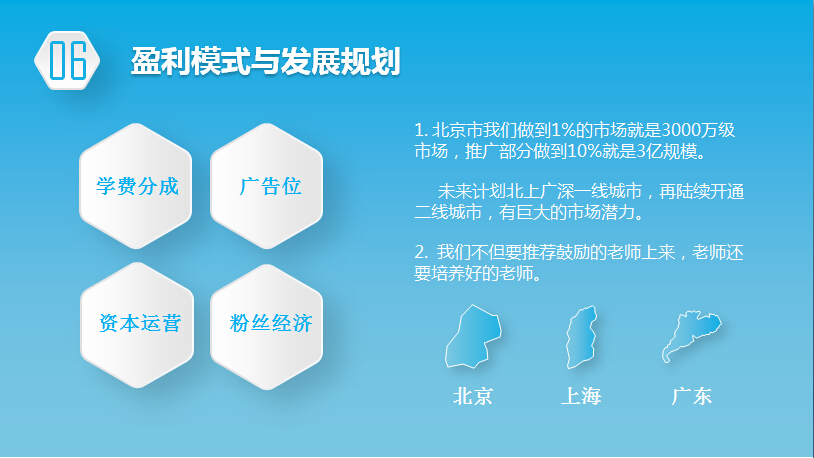 06
盈利模式与发展规划
学费分成
广告位
资本运营
粉丝经济
1. 北京市我们做到1%的市场就是3000万级
市场，推广部分做到10%就是3亿规模。
未来计划北上广深一线城市，再陆续开通
二线城市，有巨大的市场潜力。
2. 我们不但要推荐鼓励的老师上来，老师还
要培养好的老师。
北京
上海
广东